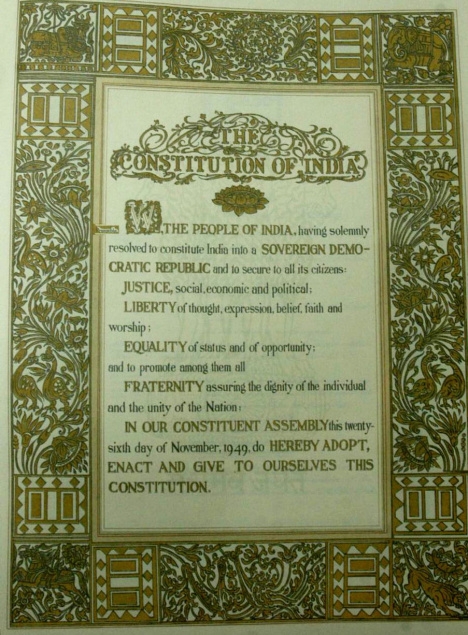 THE
CONSTITUTION OF INDIA
WE, THE PEOPLE OF INDIA, having solemnly
resolved to constitute India into a SOVEREIGN DEMO-
CRATIC REPUBLIC and to secure to all its citizens:
JUSTICE, social, economic and political;
LIBERTY of thought, expression, belief, faith and
worship;
EQUALITY of status and of opportunity;
and to promote among them all
FRATERNITY assuring the dignity of the individual
and the unity of the Nation;
IN OUR CONSTITUENT ASSEMBLY this twenty-
sixth day of November, 1949, do HEREBY ADOPT,
ENACT AND GIVE TO OURSELVES THIS
CONSTITUTION.